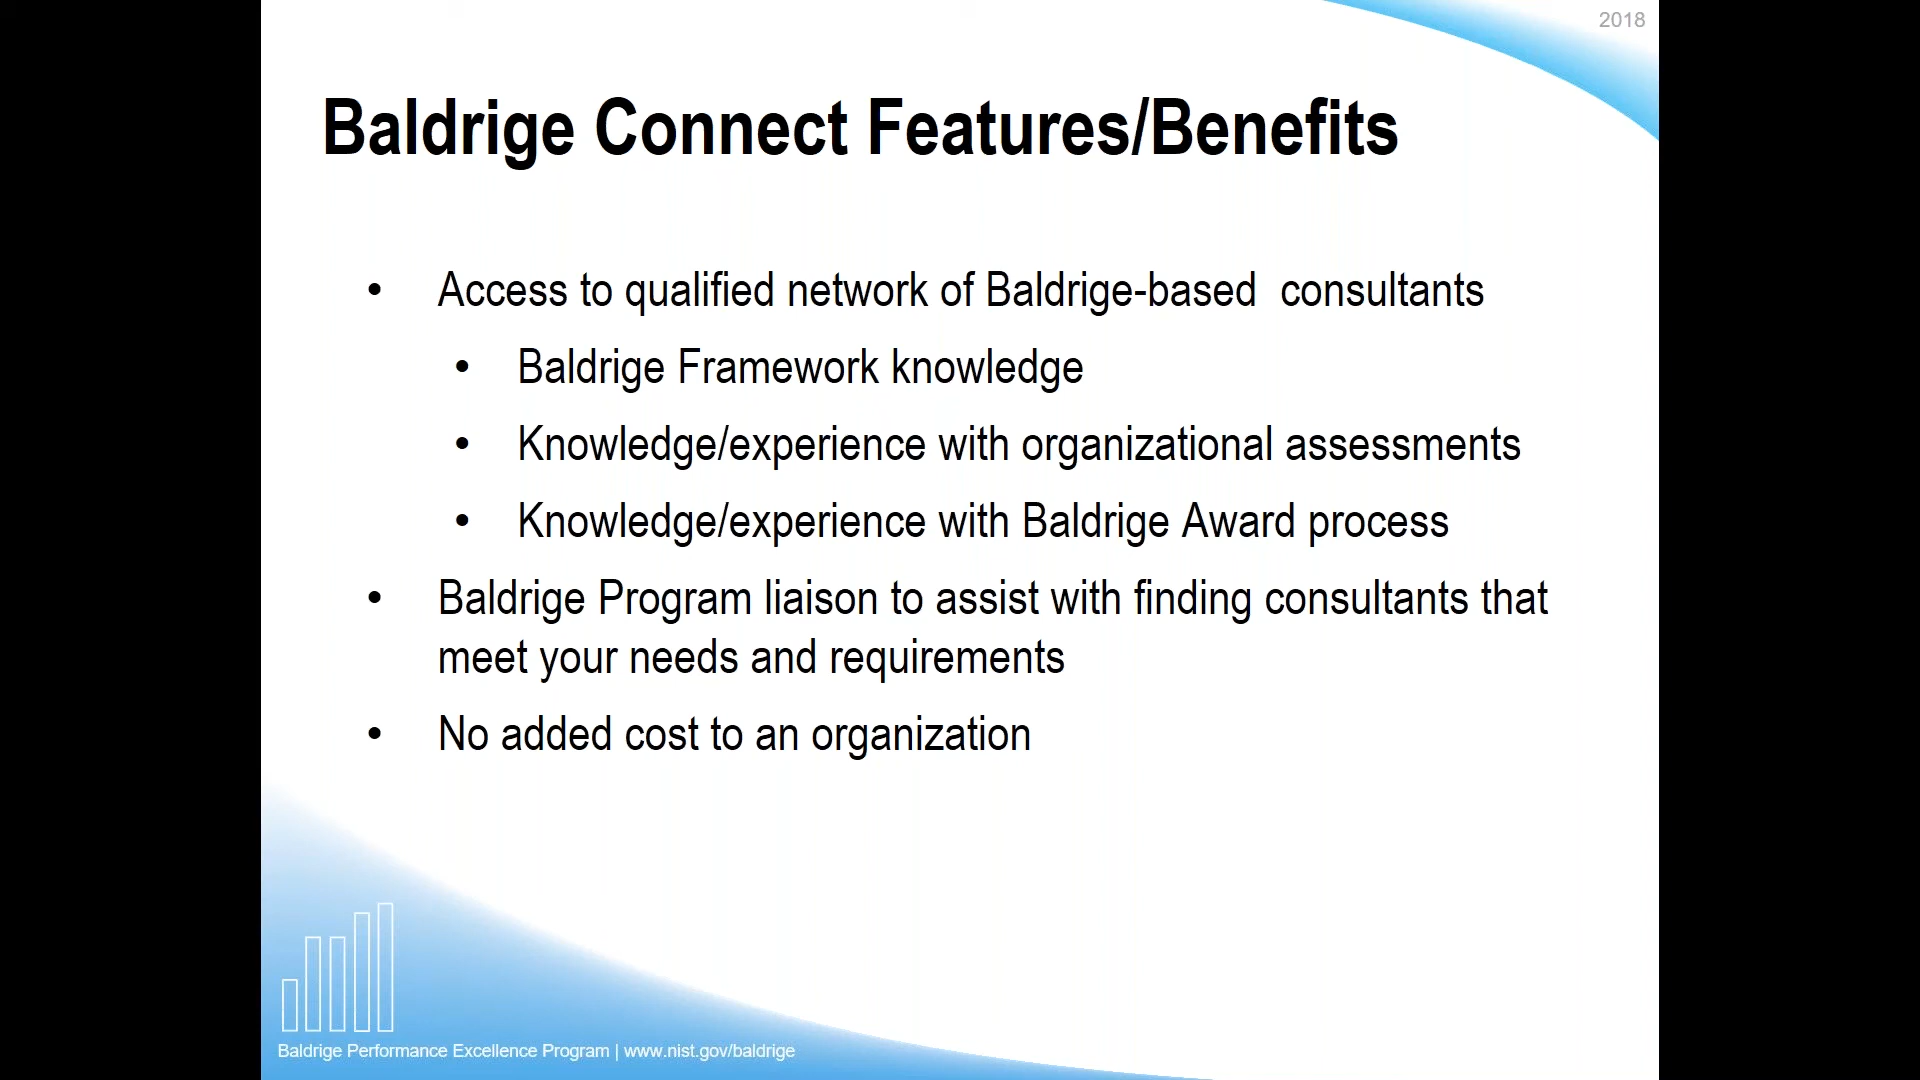 2018
Baldrige Connect Features/Benefits
• Access to qualified network of Baldrige-based  consultants
• Baldrige Framework knowledge
• Knowledge/experience with organizational assessments
• Knowledge/experience with Baldrige Award process
• Baldrige Program liaison to assist with finding consultants that
meet your needs and requirements
• No added cost to an organization
Baldrige Performance Excellence Program | www.nist.gov/baldrige